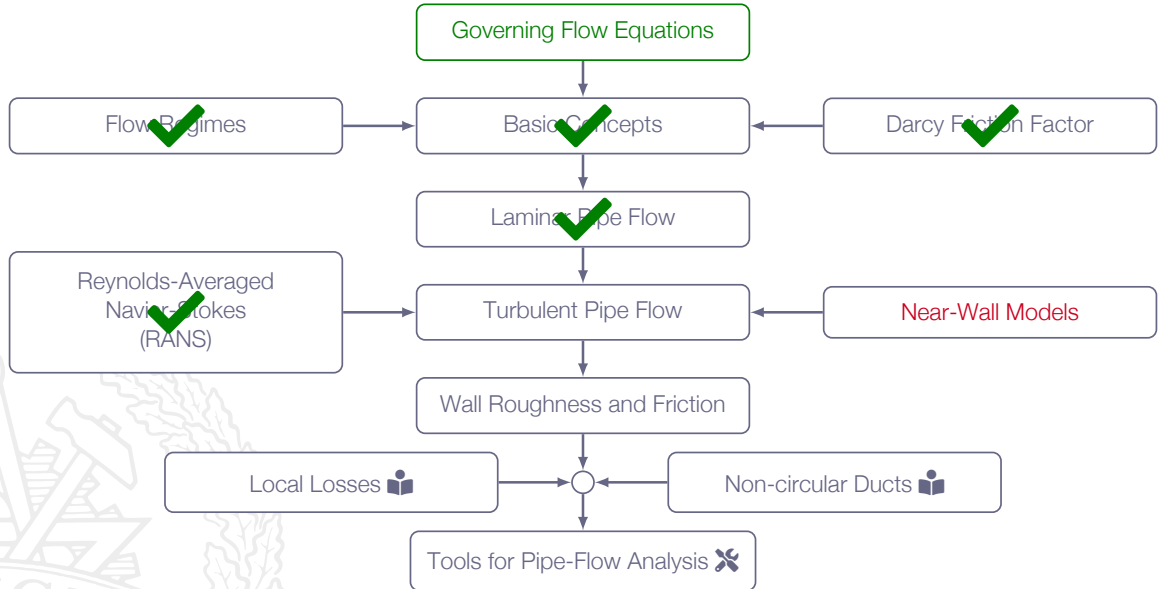 Governing Flow Equations
Flow Regimes
Basic Concepts
Darcy Friction Factor
Laminar Pipe Flow
Reynolds-Averaged
Navier-Stokes
(RANS)
Turbulent Pipe Flow
Near-Wall Models
Wall Roughness and Friction
Local Losses
Non-circular Ducts
Tools for Pipe-Flow Analysis